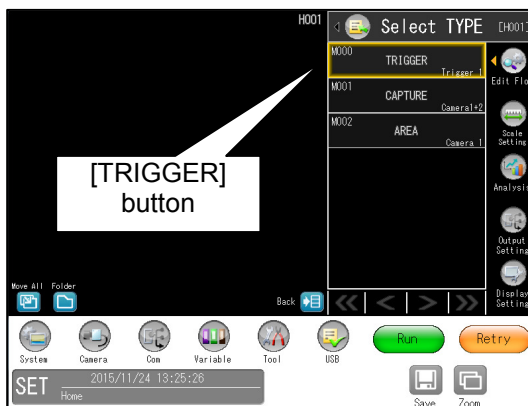 H001
Select TYPE
[H001]
M000
TRIGGER
Trigger 1
M001
CAPTURE
Camera1+2
M002
AREA
Camera 1
Edit Flo
Scale
Setting
Analysis
Output
Setting
Display
Setting
[TRIGGER]
button
Move All
Folder
Back
System
Camera
Com
Variable
Tool
USB
Run
Retry
SET
2015/11/24 13:25:26
Home
Save
Zoom